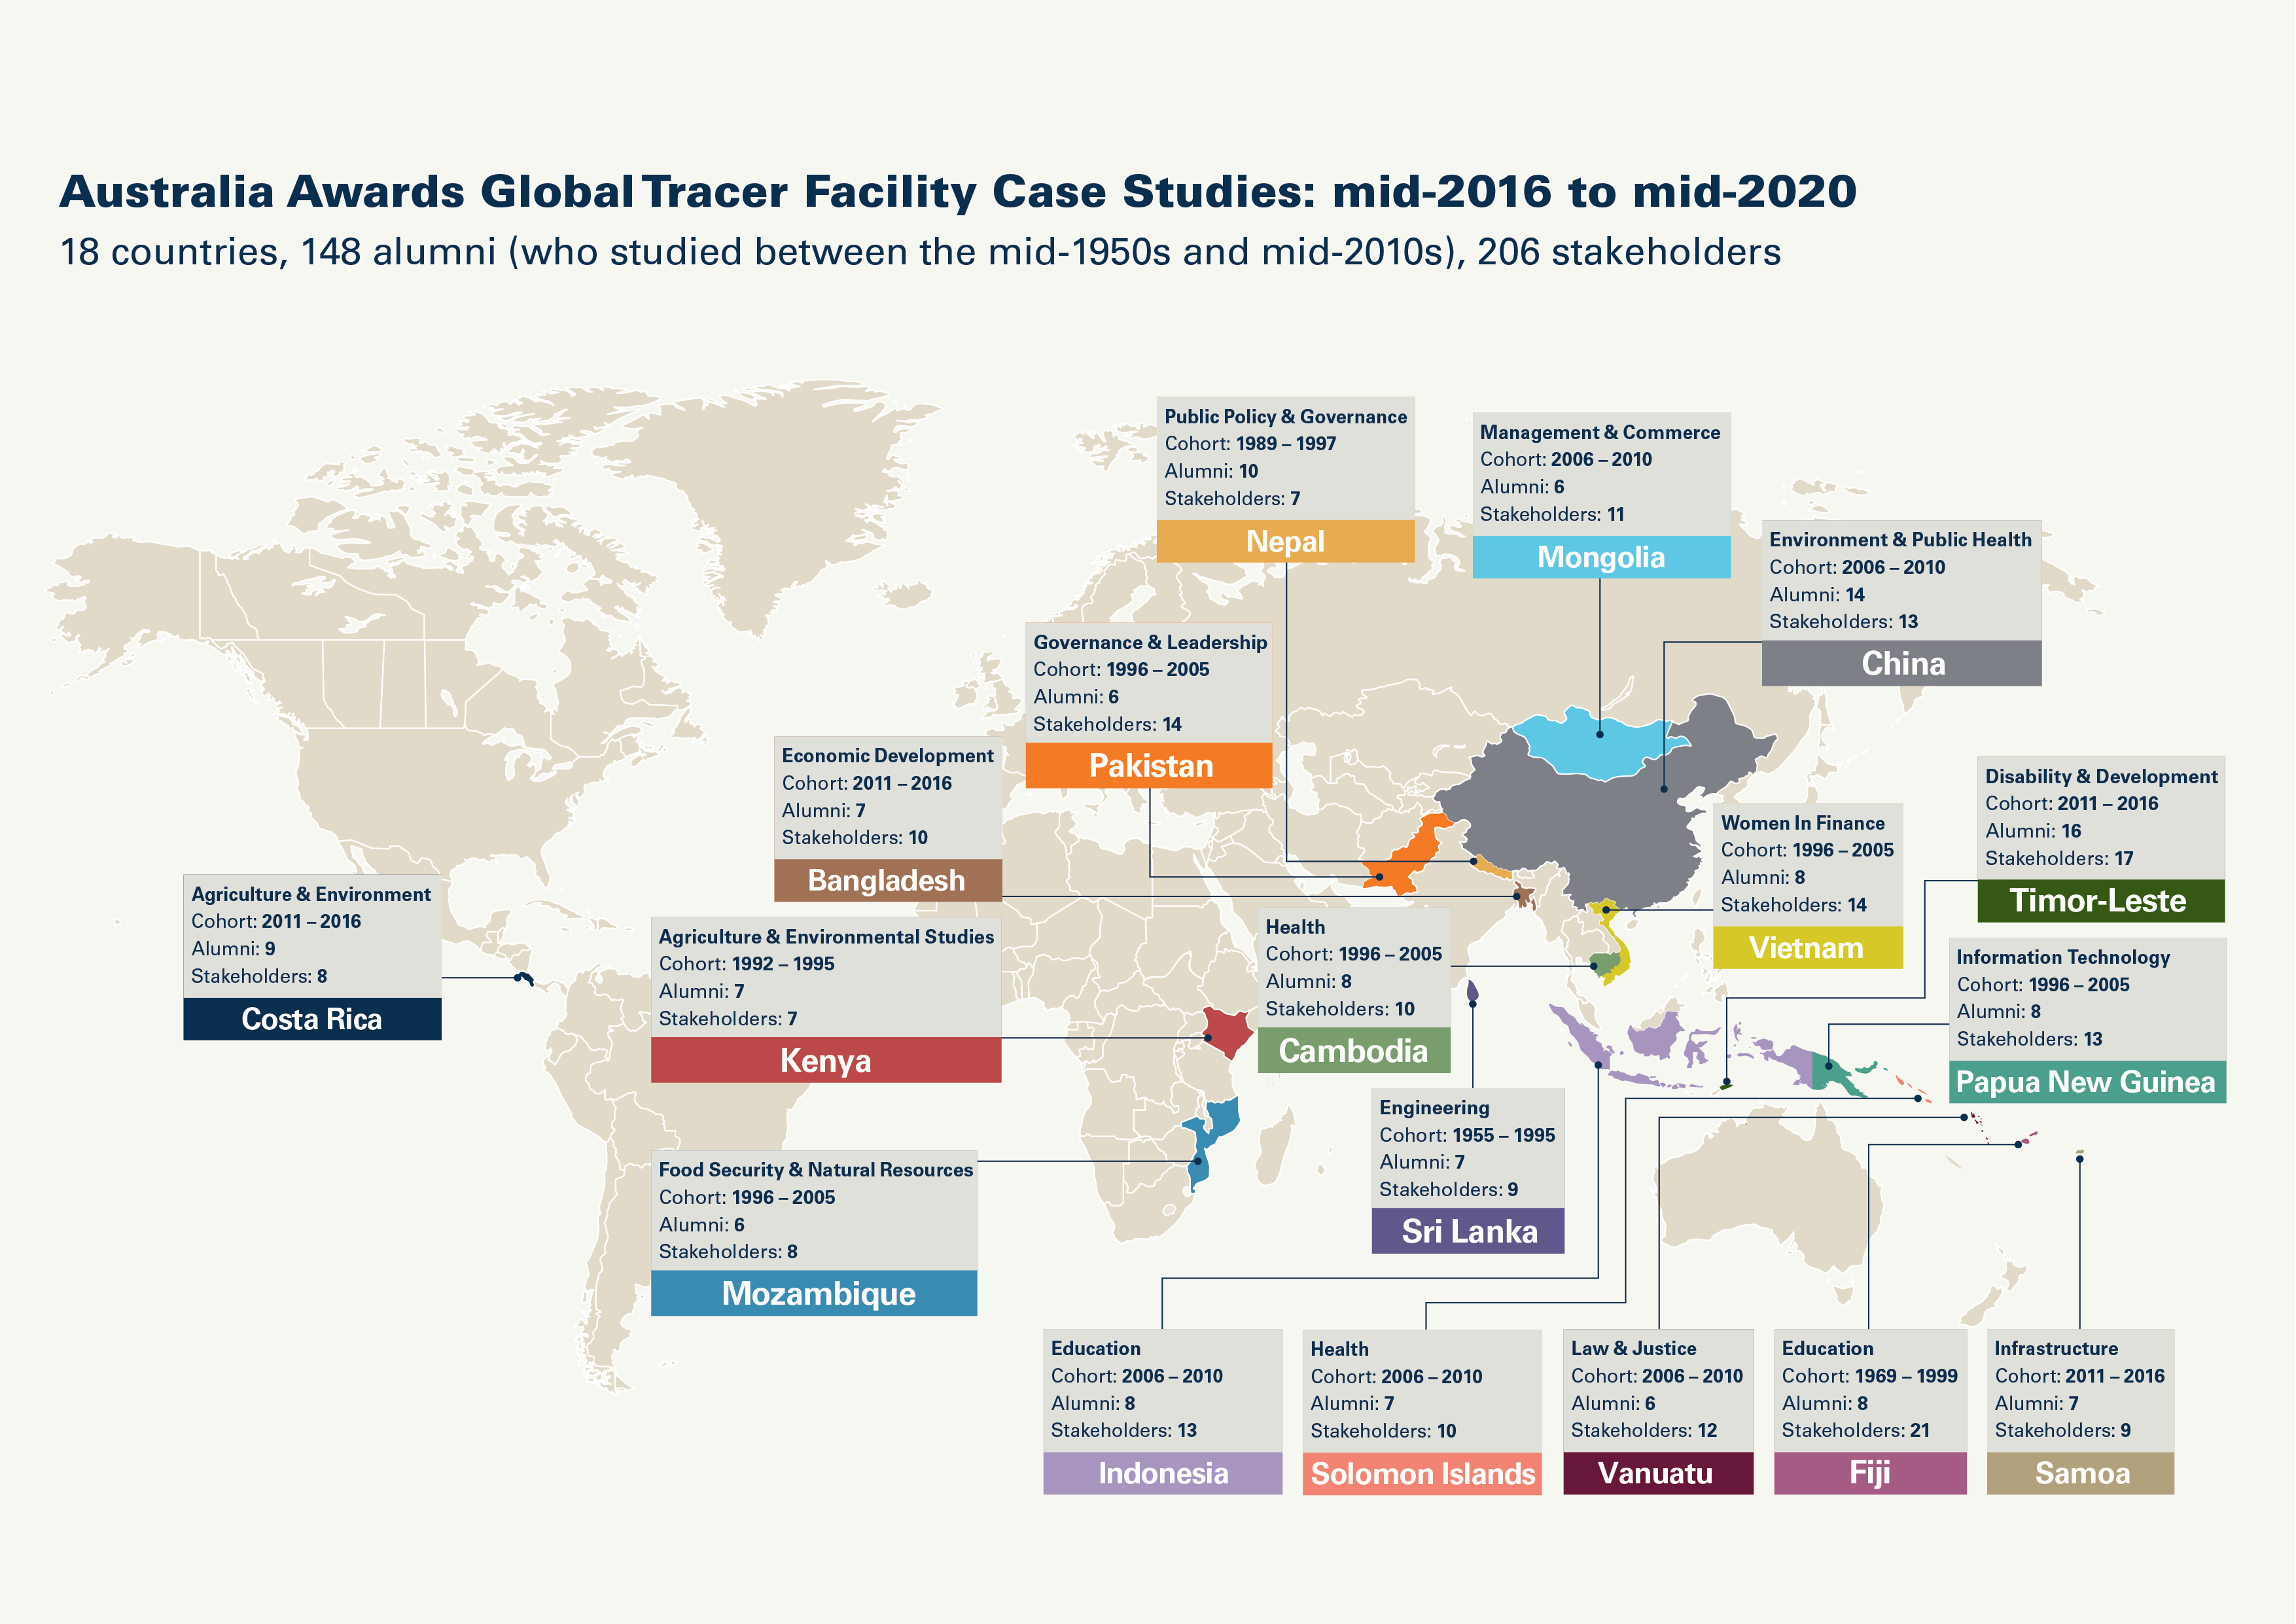 Australia Awards Global Tracer Facility Case Studies: mid-2016 to mid-2020
18 countries, 148 alumni (who studied between the mid-1950s and mid-2010s), 206 stakeholders
Public Policy & Governance
Cohort: 1989 – 1997
Alumni: 10
Stakeholders: 7
Nepal
Management & Commerce
Cohort: 2006 – 2010
Alumni: 6
Stakeholders: 11
Mongolia
Environment & Public Health
Cohort: 2006 – 2010
Alumni: 14
Stakeholders: 13
China
Governance & Leadership
Cohort: 1996 – 2005
Alumni: 6
Stakeholders: 14
Pakistan
Economic Development
Cohort: 2011 – 2016
Alumni: 7
Stakeholders: 10
Bangladesh
Disability & Development
Cohort: 2011 – 2016
Alumni: 16
Stakeholders: 17
Timor-Leste
Women In Finance
Cohort: 1996 – 2005
Alumni: 8
Stakeholders: 14
Vietnam
Agriculture & Environment
Cohort: 2011 – 2016
Alumni: 9
Stakeholders: 8
Costa Rica
Agriculture & Environmental Studies
Cohort: 1992 – 1995
Alumni: 7
Stakeholders: 7
Kenya
Health
Cohort: 1996 – 2005
Alumni: 8
Stakeholders: 10
Cambodia
Information Technology
Cohort: 1996 – 2005
Alumni: 8
Stakeholders: 13
Papua New Guinea
Engineering
Cohort: 1955 – 1995
Alumni: 7
Stakeholders: 9
Sri Lanka
Food Security & Natural Resources
Cohort: 1996 – 2005
Alumni: 6
Stakeholders: 8
Mozambique
Education
Cohort: 2006 – 2010
Alumni: 8
Stakeholders: 13
Indonesia
Health
Cohort: 2006 – 2010
Alumni: 7
Stakeholders: 10
Solomon Islands
Law & Justice
Cohort: 2006 – 2010
Alumni: 6
Stakeholders: 12
Vanuatu
Education
Cohort: 1969 – 1999
Alumni: 8
Stakeholders: 21
Fiji
Infrastructure
Cohort: 2011 – 2016
Alumni: 7
Stakeholders: 9
Samoa